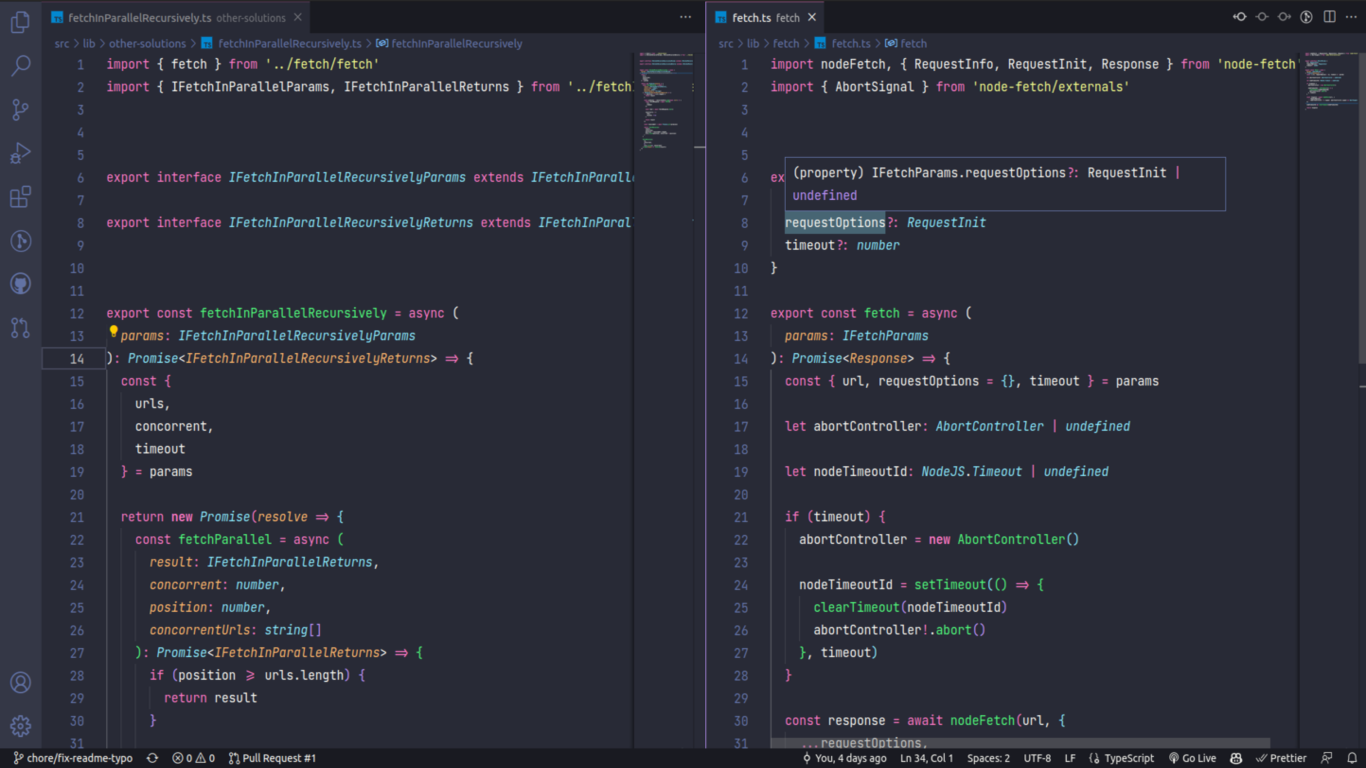 fetchInParallelRecursively.ts other-solutions
src > lib > other-solutions > fetchInParallelRecursively.ts > fetchInParallelRecursively
1 import { fetch } from '../fetch/fetch'
2 import { IFetchInParallelParams, IFetchInParallelReturns } from '../fetch
3
4
5
6 export interface IFetchInParallelRecursivelyParams extends IFetchInParall
7
8 export interface IFetchInParallelRecursivelyReturns extends IFetchInParal
9
10
11
12 export const fetchInParallelRecursively = async (
13 params: IFetchInParallelRecursivelyParams
14 ): Promise<IFetchInParallelRecursivelyReturns> => {
15 const {
16 urls,
17 concorrent,
18 timeout
19 } = params
20
21 return new Promise(resolve => {
22 const fetchParallel = async (
23 result: IFetchInParallelReturns,
24 concorrent: number,
25 position: number,
26 concorrentUrls: string[]
27 ): Promise<IFetchInParallelReturns> => {
28 if (position >= urls.length) {
29 return result
30 }
31
fetch.ts fetch
src > lib > fetch > fetch.ts > fetch
1 import nodeFetch, { RequestInfo, RequestInit, Response } from 'node-fetch'
2 import { AbortSignal } from 'node-fetch/externals'
3
4
5
(property) IFetchParams.requestOptions?: RequestInit |
undefined
6 ex
7
8 requestOptions?: RequestInit
9 timeout?: number
10 }
11
12 export const fetch = async (
13 params: IFetchParams
14 ): Promise<Response> => {
15 const { url, requestOptions = {}, timeout } = params
16
17 let abortController: AbortController | undefined
18
19 let nodeTimeoutId: NodeJS.Timeout | undefined
20
21 if (timeout) {
22 abortController = new AbortController()
23
24 nodeTimeoutId = setTimeout(() => {
25 clearTimeout(nodeTimeoutId)
26 abortController!.abort()
27 }, timeout)
28 }
29
30 const response = await nodeFetch(url, {
31 ...requestOptions,
chore/fix-readme-typo 0 0 Pull Request #1 You, 4 days ago Ln 34, Col 1 Spaces: 2 UTF-8 LF TypeScript Go Live Prettier